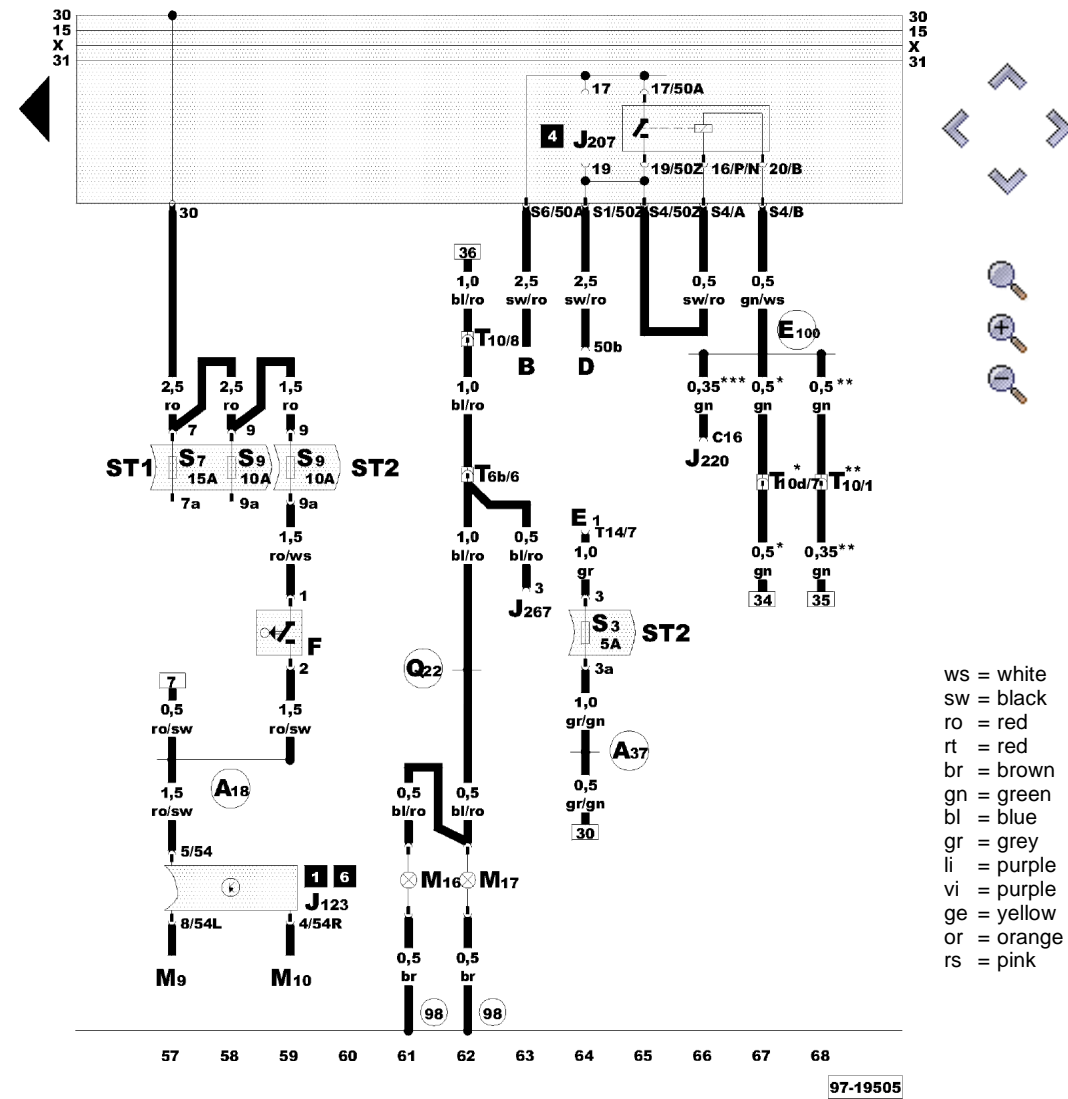 30 30
15 15
X X
31 31
17 17/50A
4 J207
19 19/50Z 16/P/N 20/B
30 S6/50A S1/50Z S4/50Z S4/A S4/B
36
1,0 2,5 2,5 0,5 0,5
bl/ro sw/ro sw/ro sw/ro gn/ws
T10/8 E100
50b
B D
2,5 2,5 1,5 1,0 0,35*** 0,5* 0,5**
ro ro ro bl/ro gn gn gn
7 9 9 C16
J220
ST1 S7 S9 S9 ST2
15A 10A 10A
T6b/6 T10d/7* T10/1**
7a 9a 9a
E1
T14/7
1,5 1,0 0,5 1,0 0,5* 0,35**
ro/ws bl/ro bl/ro gr gn gn
1 3 3 34 35
J267
F S3 ST2
5A
2 Q22 3a
7
0,5 1,5 1,0
ro/sw ro/sw gr/gn
A18 A37
1,5 0,5 0,5 0,5
ro/sw bl/ro bl/ro gr/gn
30
5/54
1 6 M16 M17
J123
8/54L 4/54R
0,5 0,5
br br
M9 M10
98 98
57 58 59 60 61 62 63 64 65 66 67 68
97-19505
ws = white
sw = black
ro = red
rt = red
br = brown
gn = green
bl = blue
gr = grey
li = purple
vi = purple
ge = yellow
or = orange
rs = pink